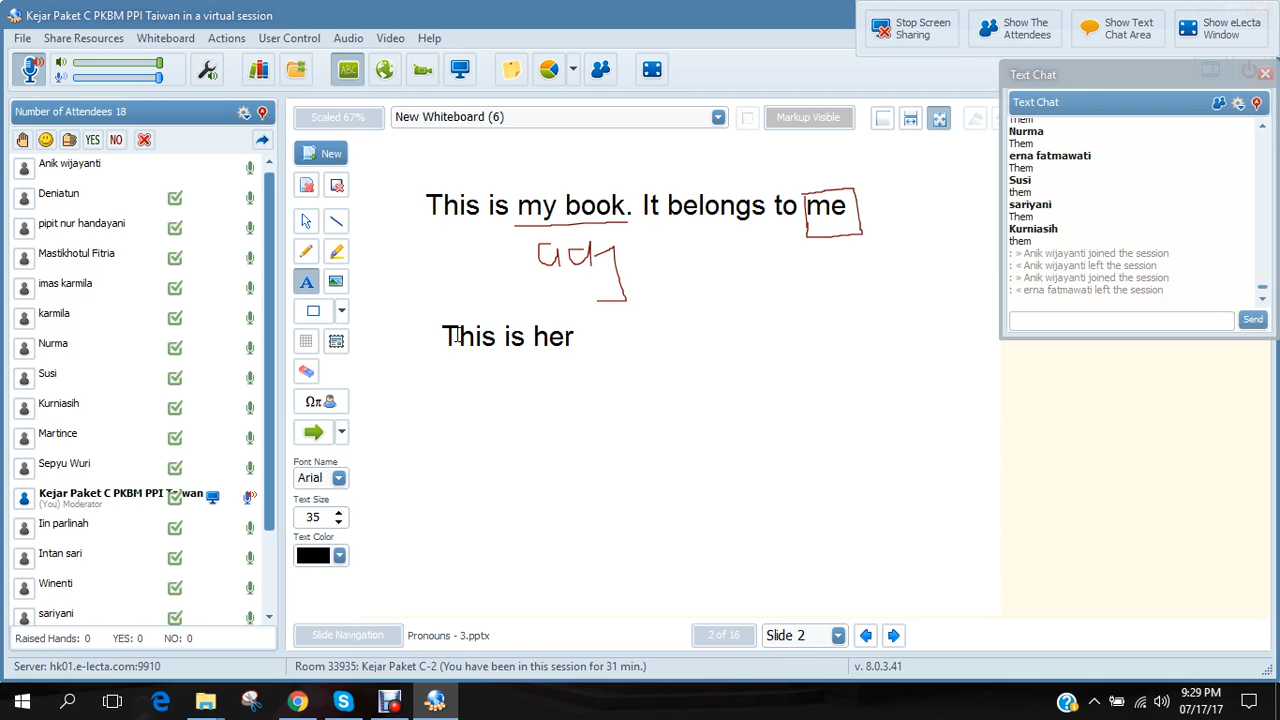 Kejar Paket C PKBM PPI Taiwan in a virtual session
File Share Resources Whiteboard Actions User Control Audio Video Help
Stop Screen Sharing
Show The Attendees
Show Text Chat Area
Show eLecta Window
Number of Attendees 18
YES NO
Anik wijayanti
Deniatun
pipit nur handayani
Mastikhotul Fitria
imas karmila
karmila
Nurma
Susi
Kurniasih
Martince
Sepyu Wuri
Kejar Paket C PKBM PPI Taiwan
(You) Moderator
Iin parlinah
Intan sari
Winenti
sariyani
Raised Hands: 0 YES: 0 NO: 0
Scaled 67%
New Whiteboard (6)
Markup Visible
New
ABC
A
Ωπ
Font Name
Arial
Text Size
35
Text Color
This is my book. It belongs to me
adj
This is her
Text Chat
Text Chat
Them
Nurma
Them
erna fatmawati
Them
Susi
them
sariyani
Them
Kurniasih
them
: » Anik wijayanti joined the session
: « Anik wijayanti left the session
: » Anik wijayanti joined the session
: « erna fatmawati left the session
Send
Slide Navigation
Pronouns - 3.pptx
2 of 16
Slide 2
Server: hk01.e-lecta.com:9910
Room 33935: Kejar Paket C-2 (You have been in this session for 31 min.)
v. 8.0.3.41
9:29 PM
07/17/17